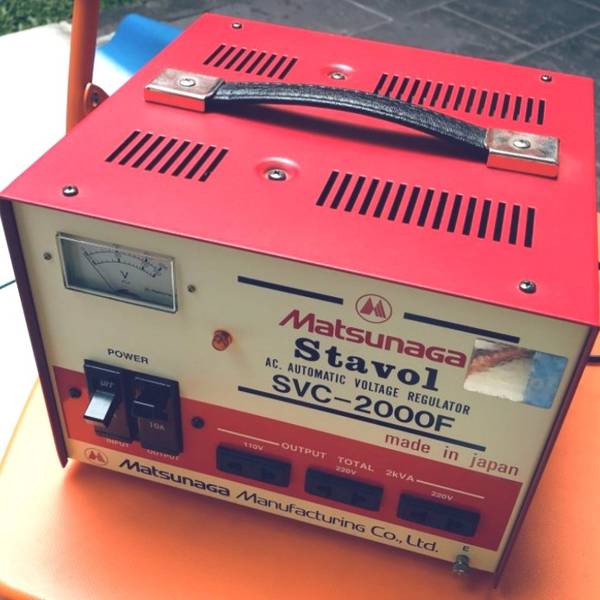 V
Matsunaga
Stavol
AC. AUTOMATIC VOLTAGE REGULATOR
SVC-2000F
made in japan
POWER
10A
INPUT
OUTPUT
OUTPUT TOTAL 2kVA
110V
220V
220V
Matsunaga Manufacturing Co., Ltd.
E